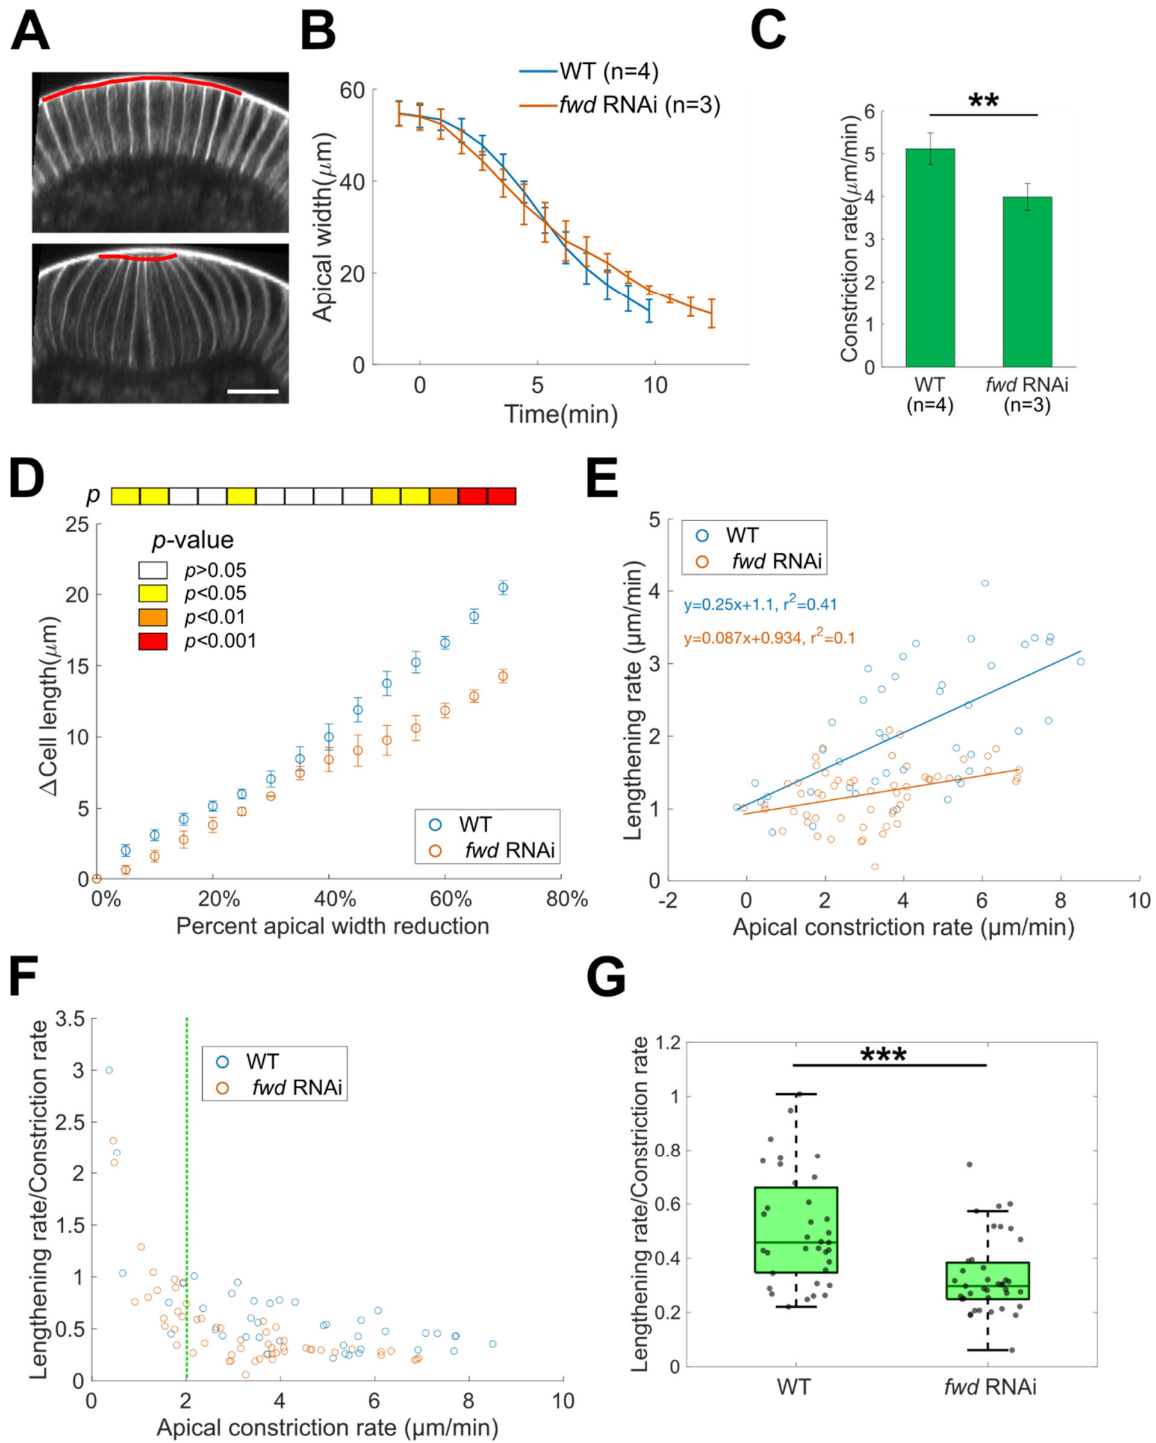 A
B
WT (n=4)
fwd RNAi (n=3)
60
40
20
0
Apical width(μm)
0
5
10
Time(min)
C
**
6
5
4
3
2
1
0
Constriction rate(μm/min)
WT
(n=4)
fwd RNAi
(n=3)
D
p
p-value
p>0.05
p<0.05
p<0.01
p<0.001
25
20
15
10
5
0
ΔCell length(μm)
WT
fwd RNAi
0%
20%
40%
60%
80%
Percent apical width reduction
E
WT
fwd RNAi
y=0.25x+1.1, r²=0.41
y=0.087x+0.934, r²=0.1
5
4
3
2
1
0
Lengthening rate (μm/min)
-2
0
2
4
6
8
10
Apical constriction rate (μm/min)
F
WT
fwd RNAi
3.5
3
2.5
2
1.5
1
0.5
0
Lengthening rate/Constriction rate
0
2
4
6
8
10
Apical constriction rate (μm/min)
G
***
1.2
1
0.8
0.6
0.4
0.2
0
Lengthening rate/Constriction rate
WT
fwd RNAi